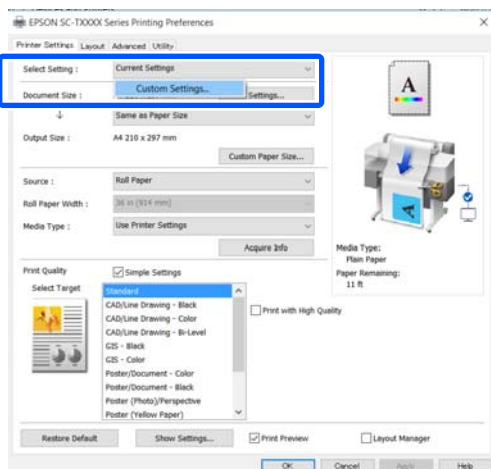 EPSON SC-TXXXX Series Printing Preferences
Printer Settings Layout Advanced Utility
Select Setting : Current Settings
Custom Settings...
Document Size : Settings...
Same as Paper Size
Output Size : A4 210 x 297 mm
Custom Paper Size...
Source : Roll Paper
Roll Paper Width : 36 in (914 mm)
Media Type : Use Printer Settings
Acquire Info
A
Media Type:
Plain Paper
Paper Remaining:
11 ft
Print Quality Simple Settings
Select Target
Standard
CAD/Line Drawing - Black
CAD/Line Drawing - Color
CAD/Line Drawing - Bi-Level
GIS - Black
GIS - Color
Poster/Document - Color
Poster/Document - Black
Poster (Photo)/Perspective
Poster (Yellow Paper)
Print with High Quality
Restore Default Show Settings... Print Preview Layout Manager
OK Cancel Apply Help